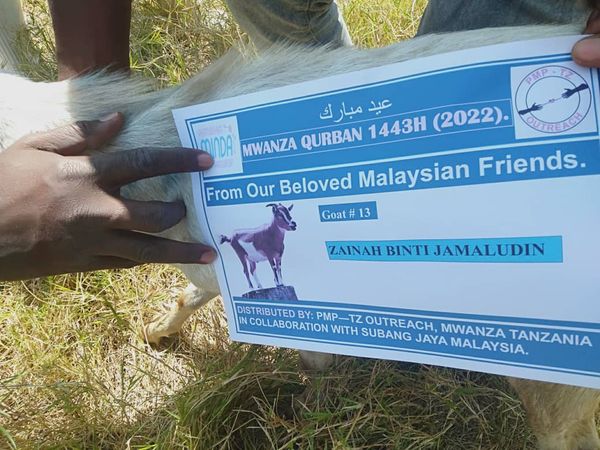 عيد مبارك
MINDA
MWANZA QURBAN 1443H (2022).
PMP - TZ
OUTREACH
From Our Beloved Malaysian Friends.
Goat # 13
ZAINAH BINTI JAMALUDIN
DISTRIBUTED BY: PMP—TZ OUTREACH, MWANZA TANZANIA
IN COLLABORATION WITH SUBANG JAYA MALAYSIA.